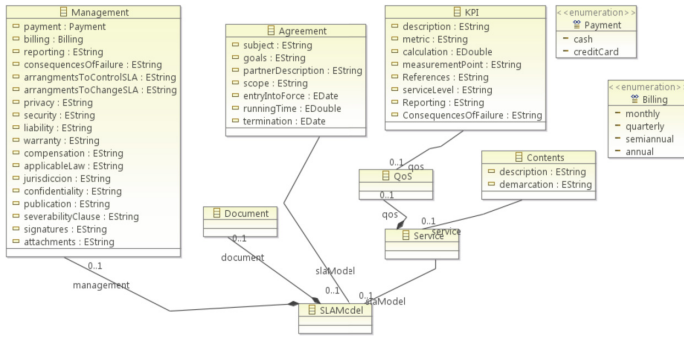 Management
payment : Payment
billing : Billing
reporting : EString
consequencesOfFailure : EString
arrangmentsToControlSLA : EString
arrangmentsToChangeSLA : EString
privacy : EString
security : EString
liability : EString
warranty : EString
compensation : EString
applicableLaw : EString
jurisdiccion : EString
confidentiality : EString
publication : EString
severabilityClause : EString
signatures : EString
attachments : EString
Agreement
subject : EString
goals : EString
partnerDescription : EString
scope : EString
entryIntoForce : EDate
runningTime : EDouble
termination : EDate
KPI
description : EString
metric : EString
calculation : EDouble
measurementPoint : EString
References : EString
serviceLevel : EString
Reporting : EString
ConsequencesOfFailure : EString
<<enumeration>>
Payment
cash
creditCard
<<enumeration>>
Billing
monthly
quarterly
semiannual
annual
Contents
description : EString
demarcation : EString
0..1 qos
QoS
0..1
qos
0..1
service
Service
Document
0..1
document
0..1
management
slaModel
0..1
0..1
slaModel
SLAMcdel